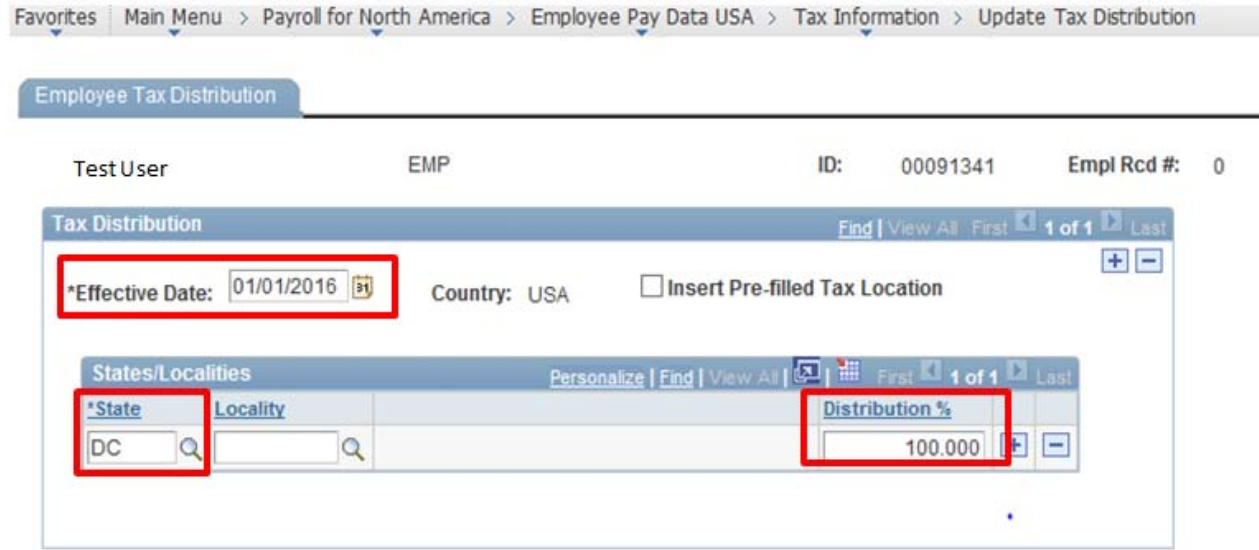 Favorites Main Menu > Payroll for North America > Employee Pay Data USA > Tax Information > Update Tax Distribution
Employee Tax Distribution
Test User EMP ID: 00091341 Empl Rcd #: 0
Tax Distribution Find | View All First 1 of 1 Last
*Effective Date: 01/01/2016 31 Country: USA Insert Pre-filled Tax Location
States/Localities Personalize | Find | View All | | First 1 of 1 Last
*State Locality Distribution %
DC 100.000